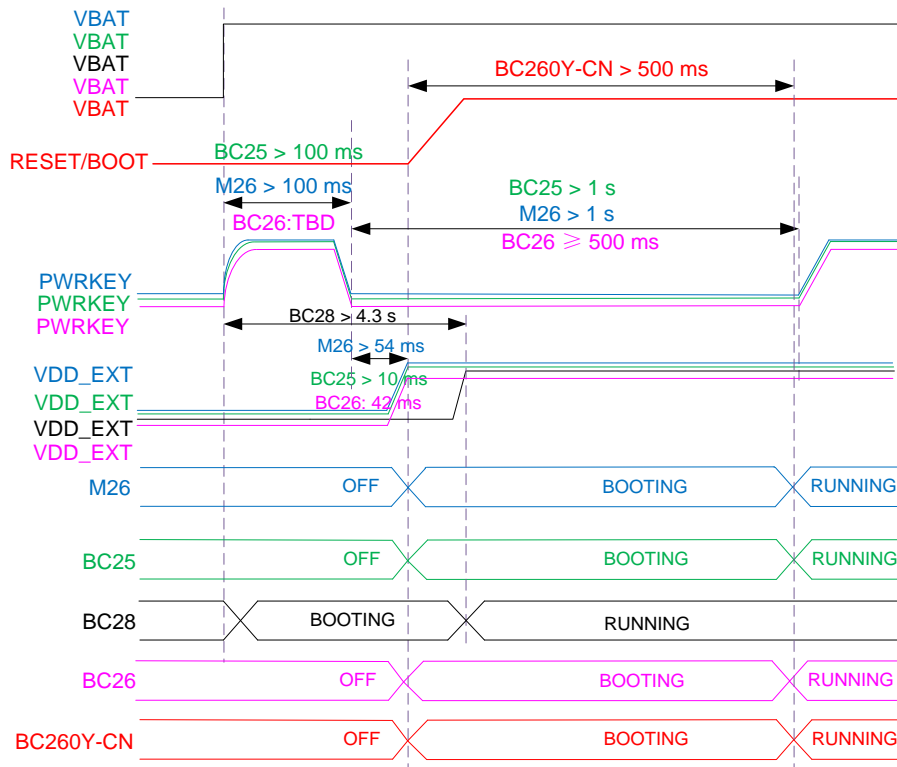 VBAT
VBAT
VBAT
VBAT
VBAT
BC260Y-CN > 500 ms
RESET/BOOT
BC25 > 100 ms
M26 > 100 ms
BC26:TBD
BC25 > 1 s
M26 > 1 s
BC26 ≥ 500 ms
PWRKEY
PWRKEY
PWRKEY
BC28 > 4.3 s
M26 > 54 ms
BC25 > 10 ms
BC26: 42 ms
VDD_EXT
VDD_EXT
VDD_EXT
VDD_EXT
M26 OFF BOOTING RUNNING
BC25 OFF BOOTING RUNNING
BC28 BOOTING RUNNING
BC26 OFF BOOTING RUNNING
BC260Y-CN OFF BOOTING RUNNING